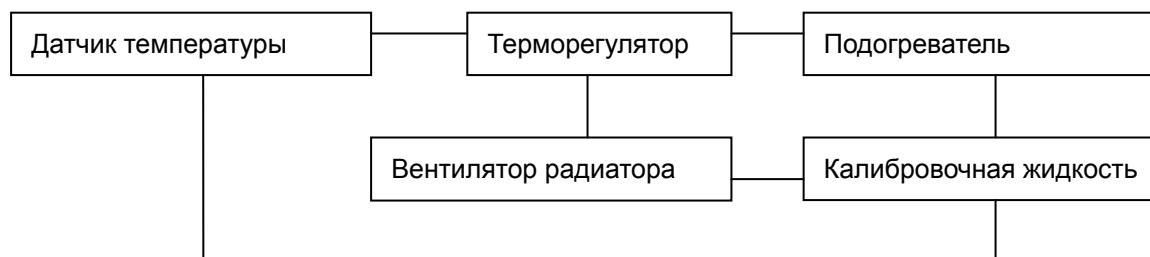 Датчик температуры
Терморегулятор
Подогреватель
Вентилятор радиатора
Калибровочная жидкость